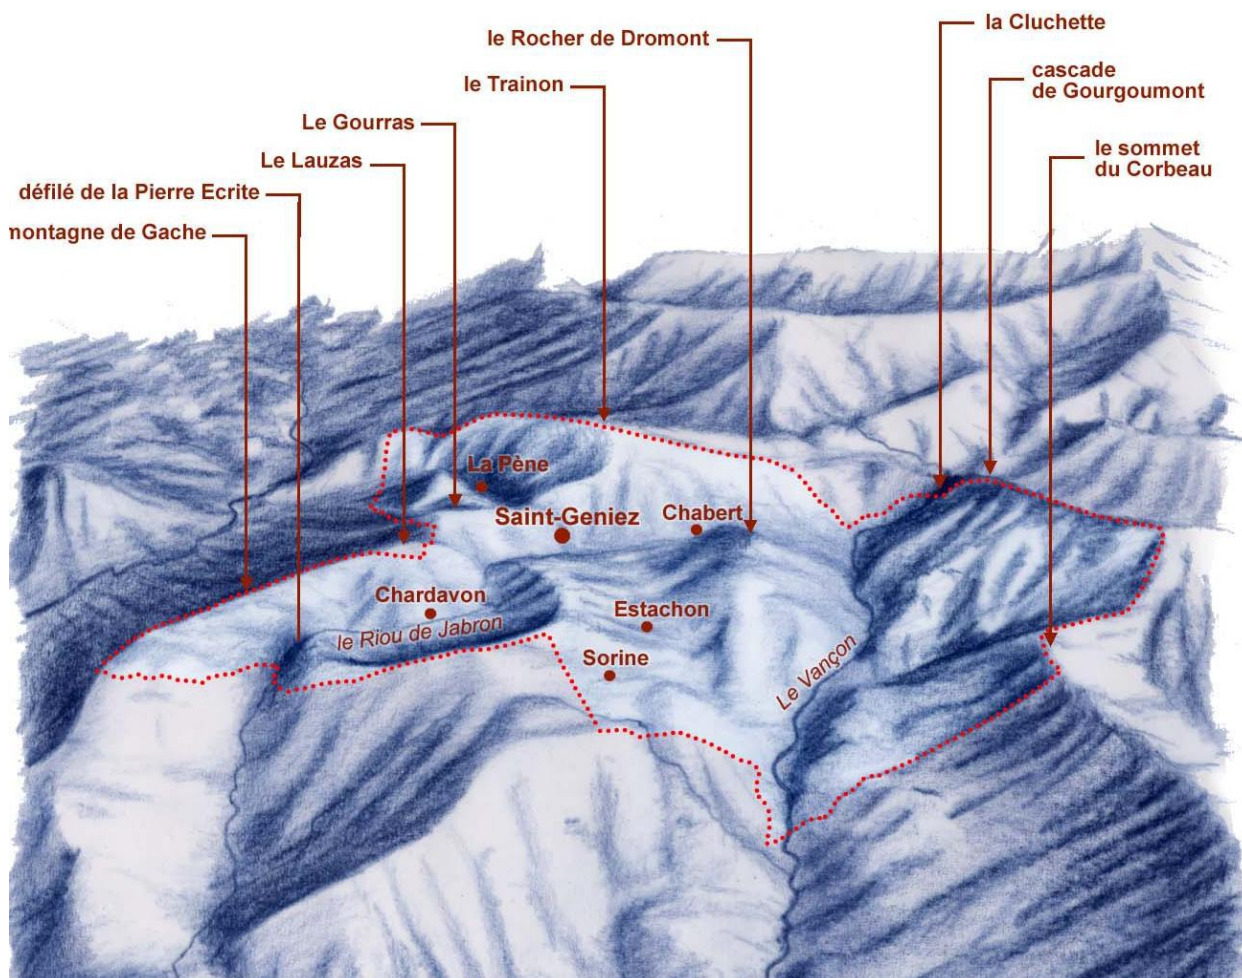 la Cluchette
le Rocher de Dromont
cascade
de Gourgoumont
le Trainon
Le Gourras
le sommet
du Corbeau
Le Lauzas
défilé de la Pierre Ecrite
montagne de Gache
La Pène
Saint-Geniez
Chabert
Chardavon
Estachon
le Riou de Jabron
Sorine
Le Vançon